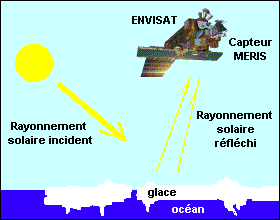 ENVISAT
Capteur
MERIS
Rayonnement
solaire incident
Rayonnement
solaire
réfléchi
glace
océan